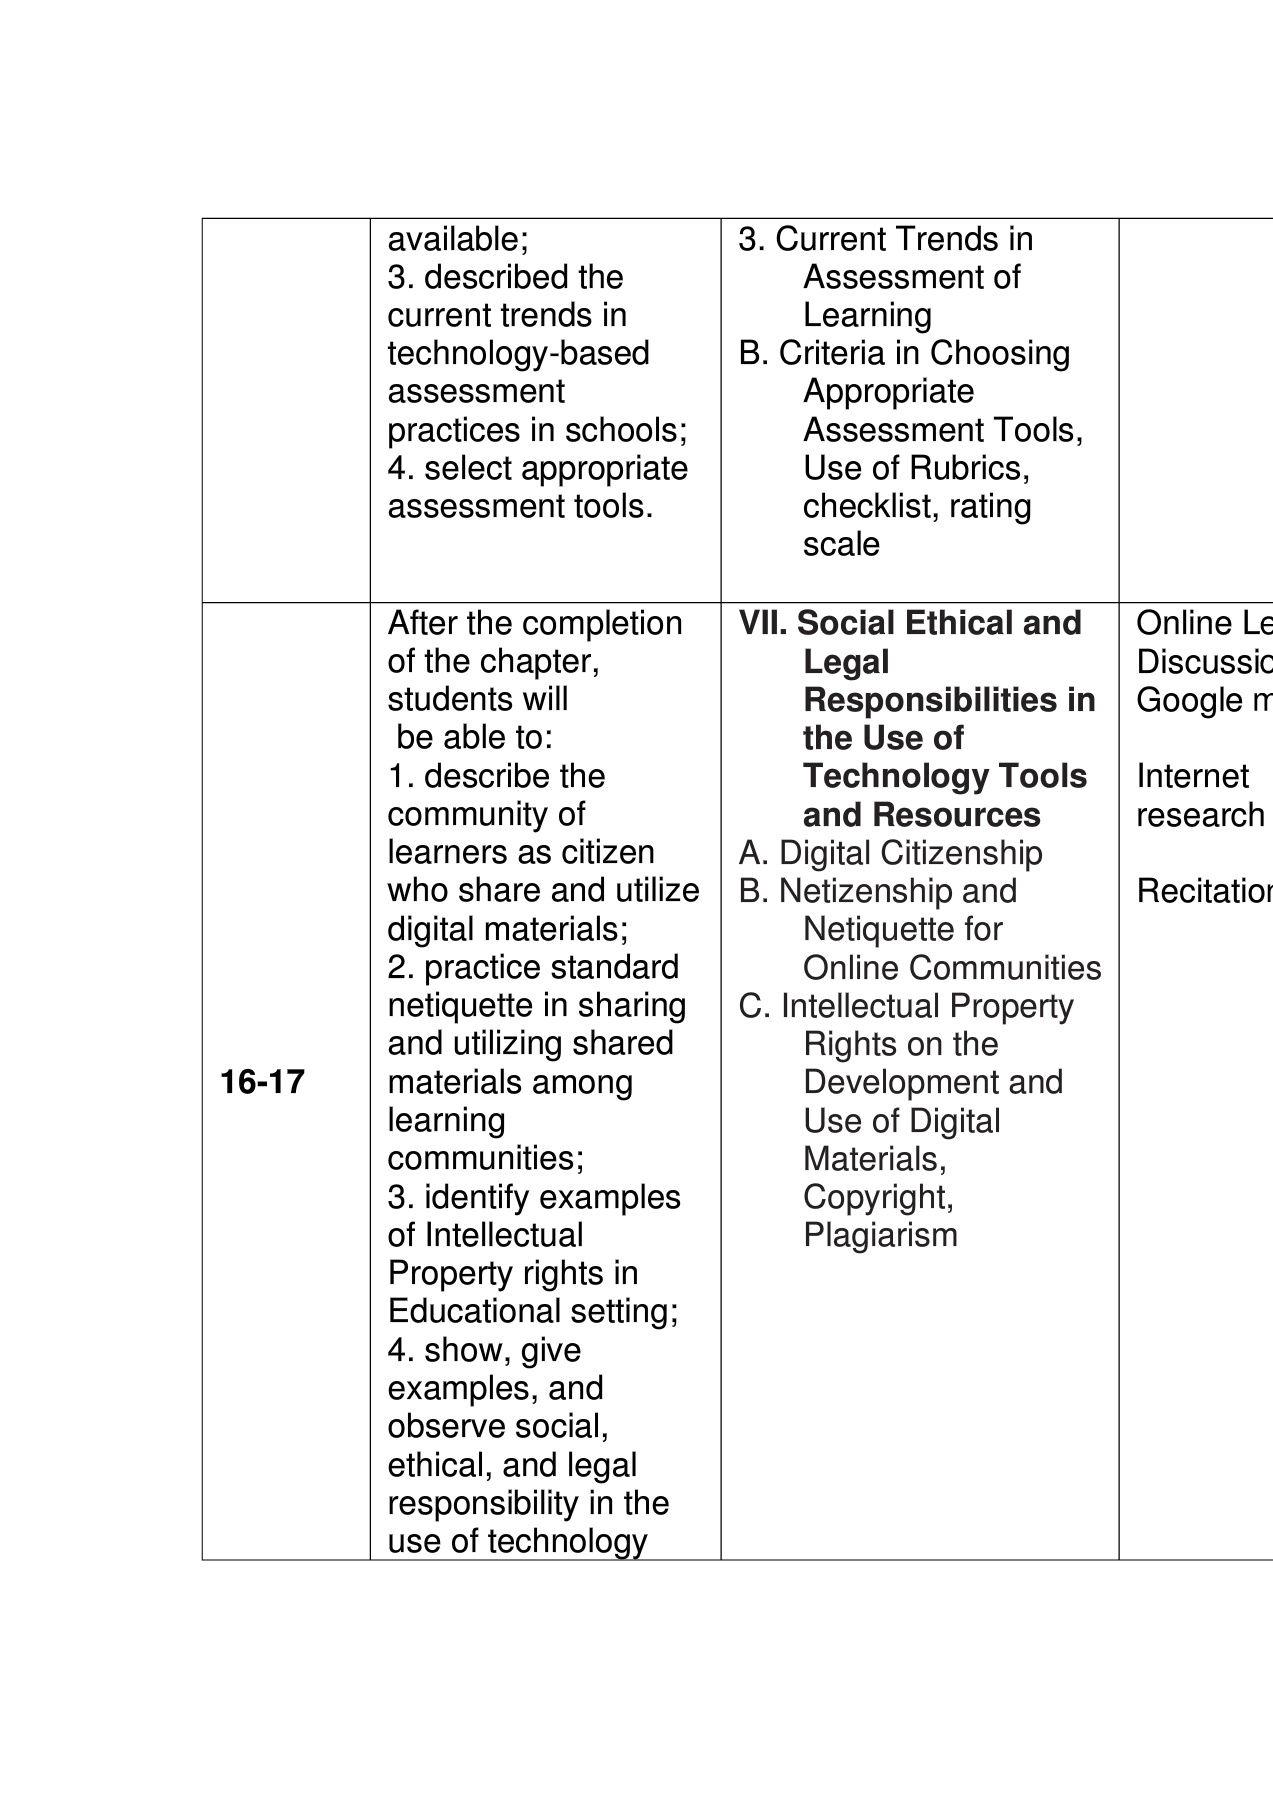 available;
3. described the
current trends in
technology-based
assessment
practices in schools;
4. select appropriate
assessment tools.
3. Current Trends in
Assessment of
Learning
B. Criteria in Choosing
Appropriate
Assessment Tools,
Use of Rubrics,
checklist, rating
scale
16-17
After the completion
of the chapter,
students will
be able to:
1. describe the
community of
learners as citizen
who share and utilize
digital materials;
2. practice standard
netiquette in sharing
and utilizing shared
materials among
learning
communities;
3. identify examples
of Intellectual
Property rights in
Educational setting;
4. show, give
examples, and
observe social,
ethical, and legal
responsibility in the
use of technology
VII. Social Ethical and
Legal
Responsibilities in
the Use of
Technology Tools
and Resources
A. Digital Citizenship
B. Netizenship and
Netiquette for
Online Communities
C. Intellectual Property
Rights on the
Development and
Use of Digital
Materials,
Copyright,
Plagiarism
Online
Google
Internet
research